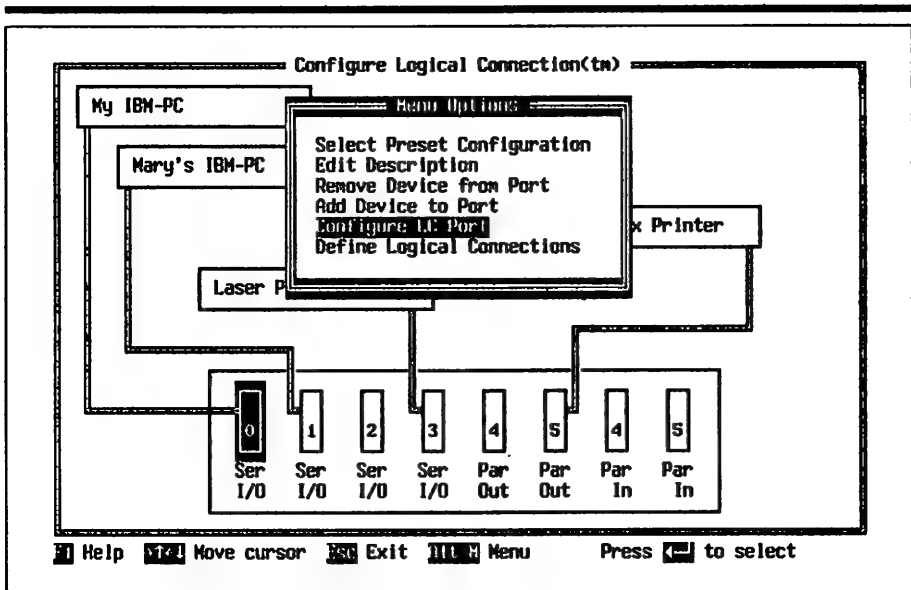 Configure Logical Connection(tm)
My IBM-PC
Menu Options
Select Preset Configuration
Edit Description
Remove Device from Port
Add Device to Port
Configure LC Port
Define Logical Connections
Mary's IBM-PC
x Printer
Laser P
0 1 2 3 4 5 4 5
Ser Ser Ser Ser Par Par Par Par
I/O I/O I/O I/O Out Out In In
F1 Help Move cursor Esc Exit Menu Press to select